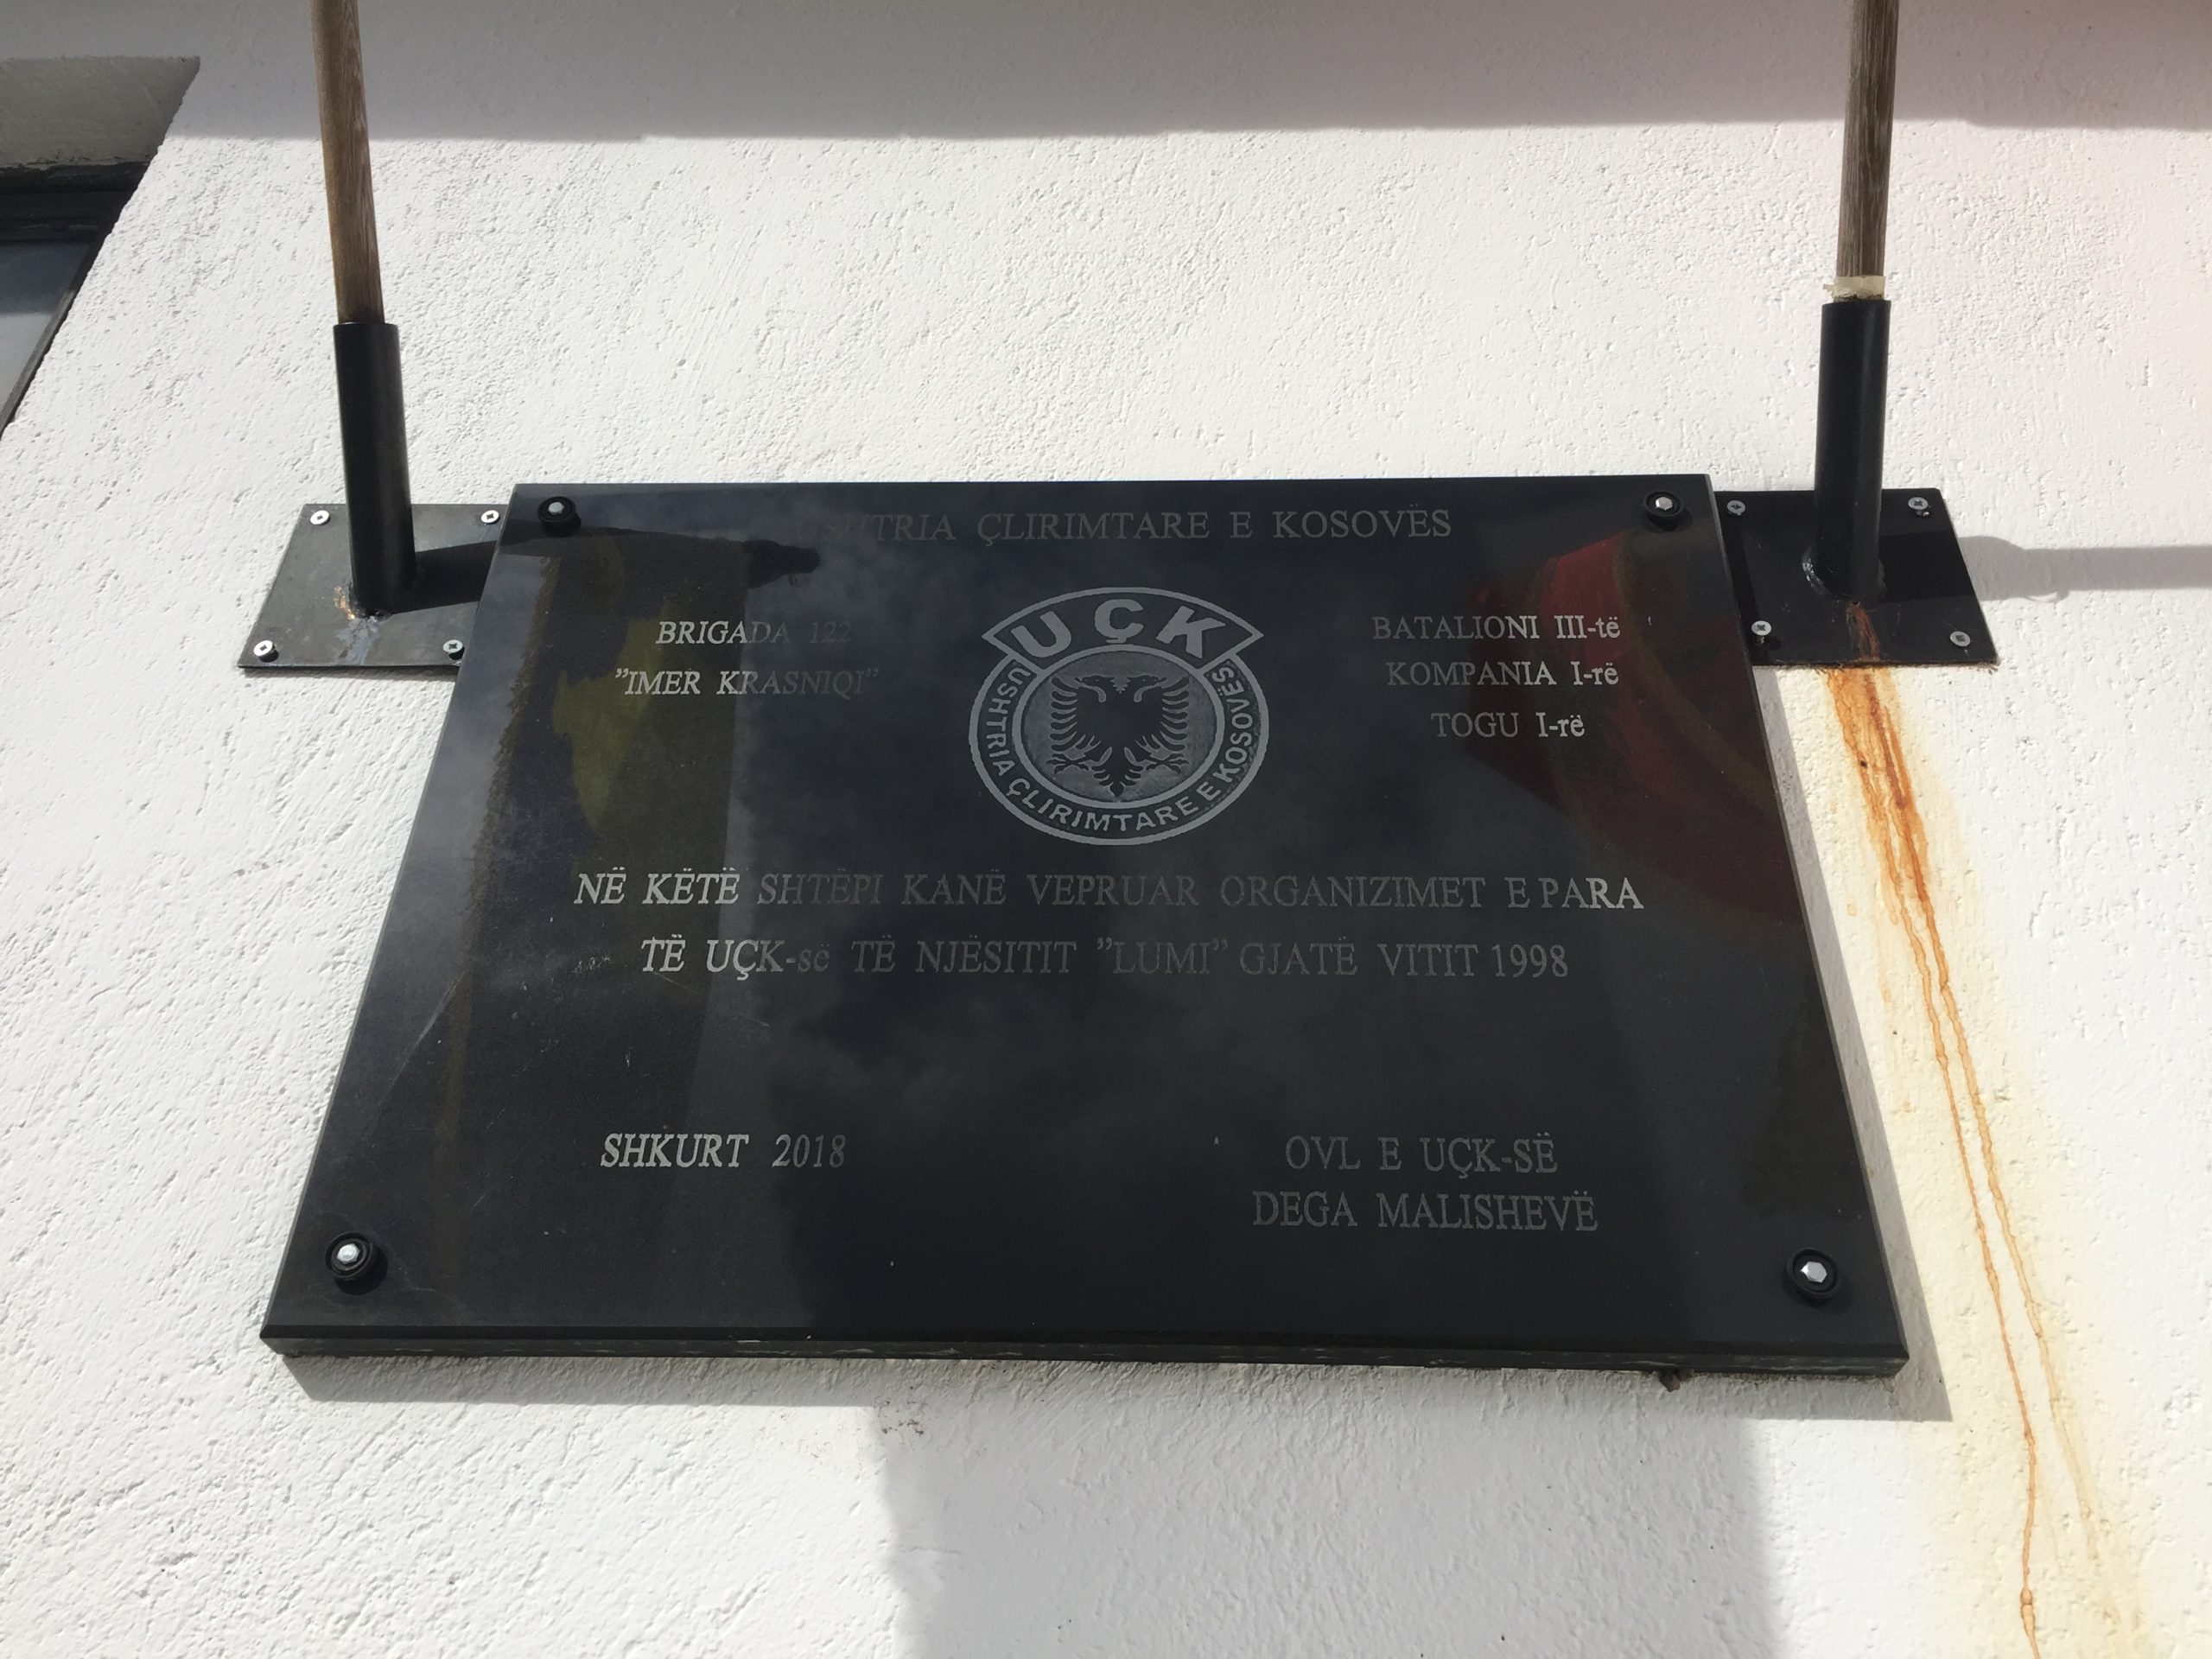 USHTRIA ÇLIRIMTARE E KOSOVËS
BRIGADA 122
"IMER KRASNIQI"
UÇK
USHTRIA ÇLIRIMTARE E KOSOVËS
BATALIONI III-të
KOMPANIA I-rë
TOGU I-rë
NË KËTË SHTËPI KANË VEPRUAR ORGANIZIMET E PARA
TË UÇK-së TË NJËSITIT "LUMI" GJATË VITIT 1998
SHKURT 2018
OVL E UÇK-SË
DEGA MALISHEVË